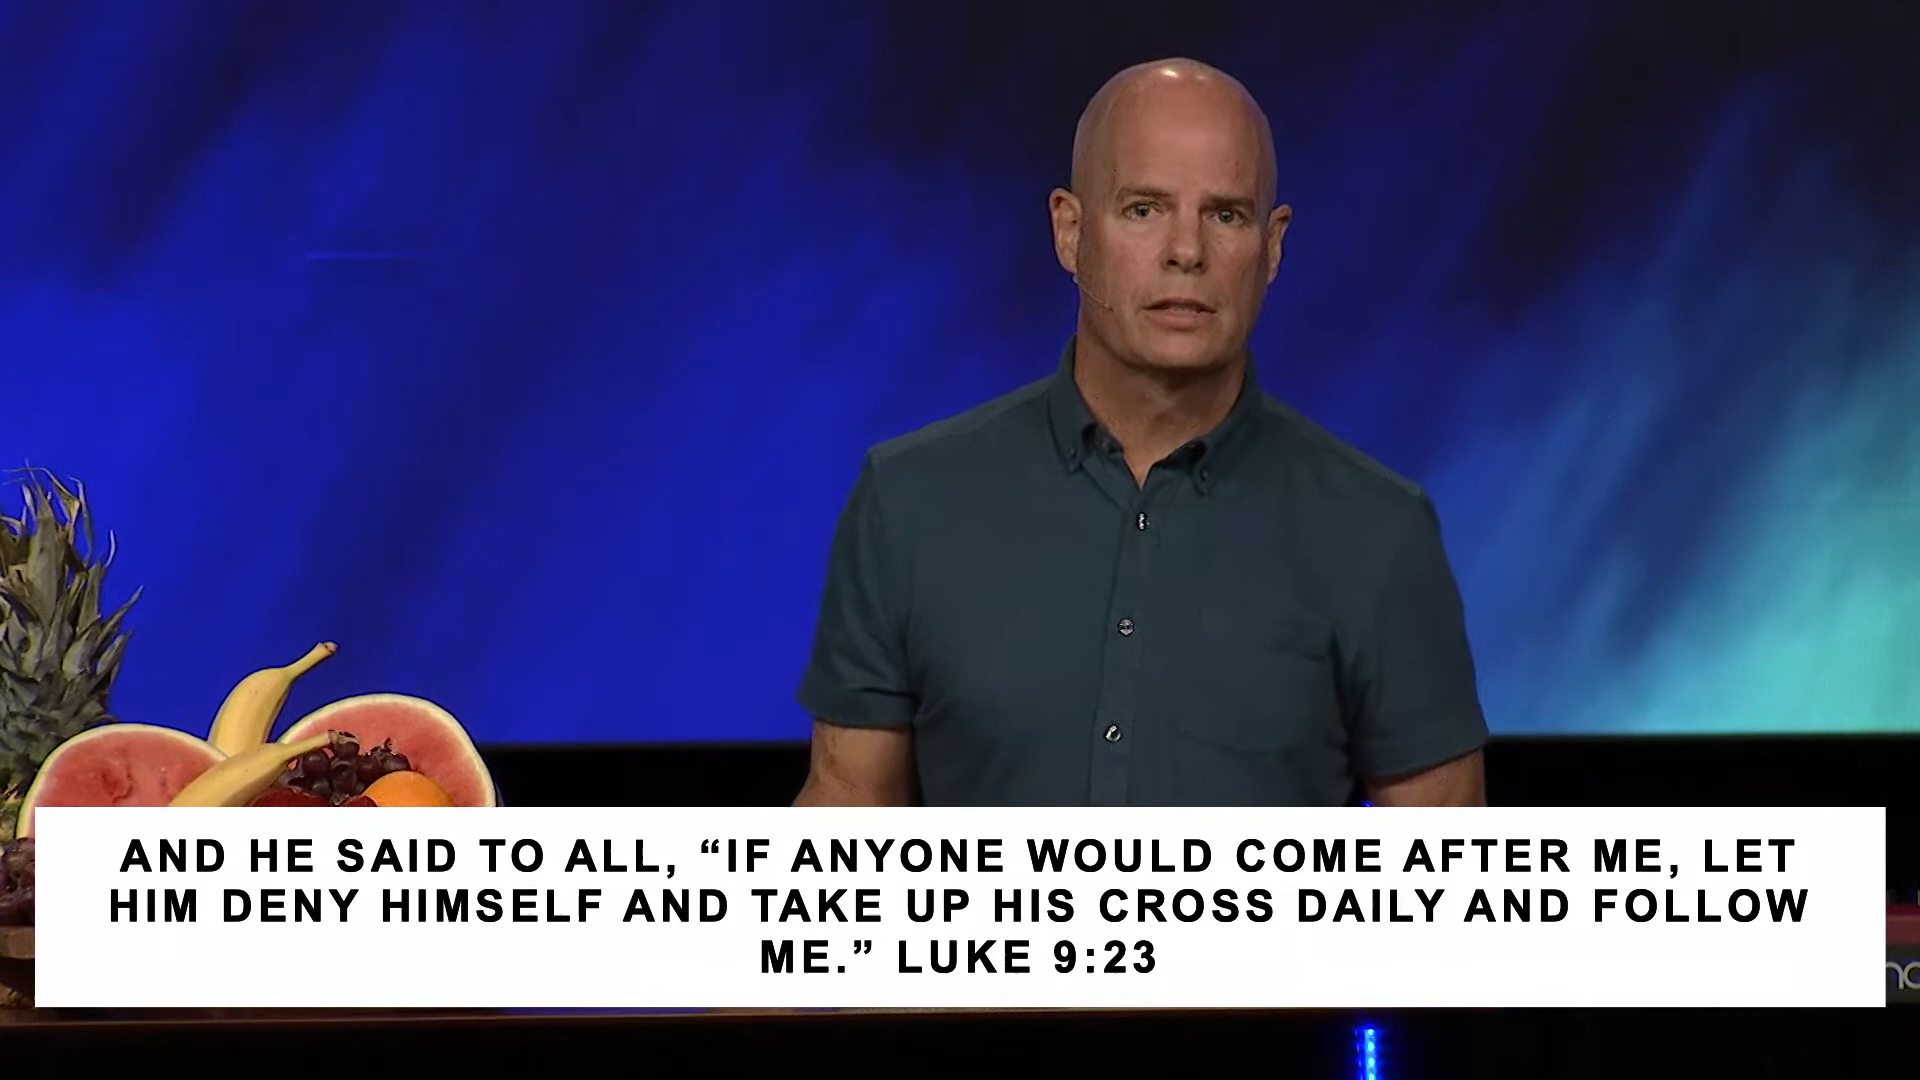 AND HE SAID TO ALL, “IF ANYONE WOULD COME AFTER ME, LET
HIM DENY HIMSELF AND TAKE UP HIS CROSS DAILY AND FOLLOW
ME.” LUKE 9:23